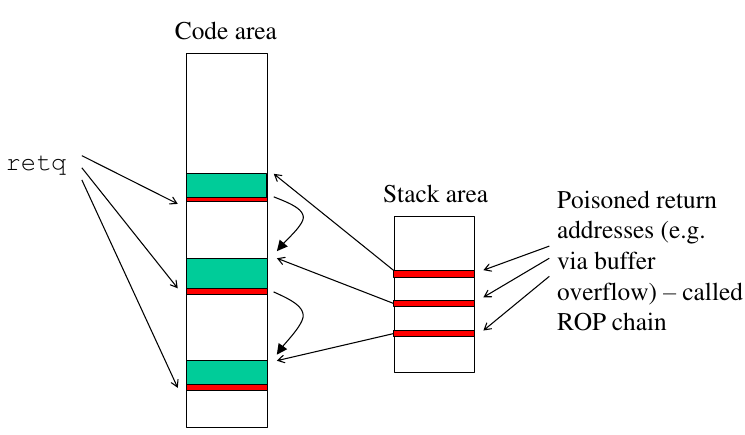 Code area
retq
Stack area
Poisoned return
addresses (e.g.
via buffer
overflow) – called
ROP chain